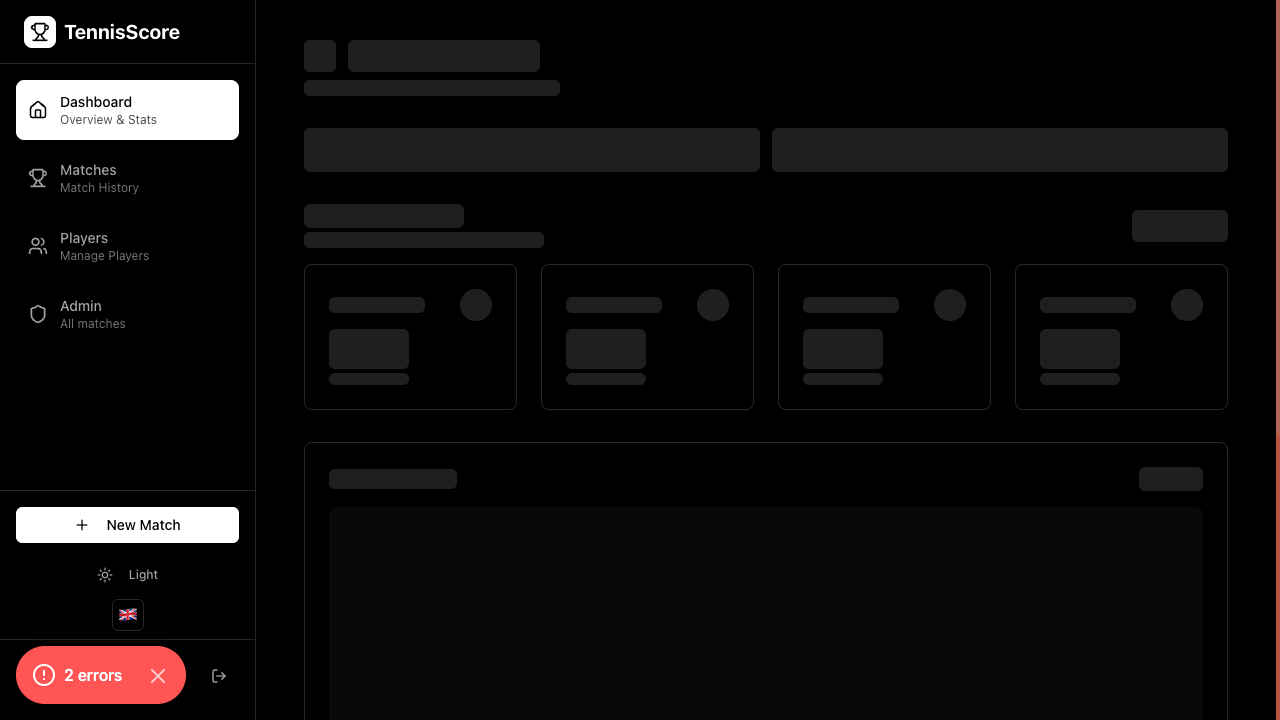 TennisScore
Dashboard
Overview & Stats
Matches
Match History
Players
Manage Players
Admin
All matches
New Match
Light
2 errors